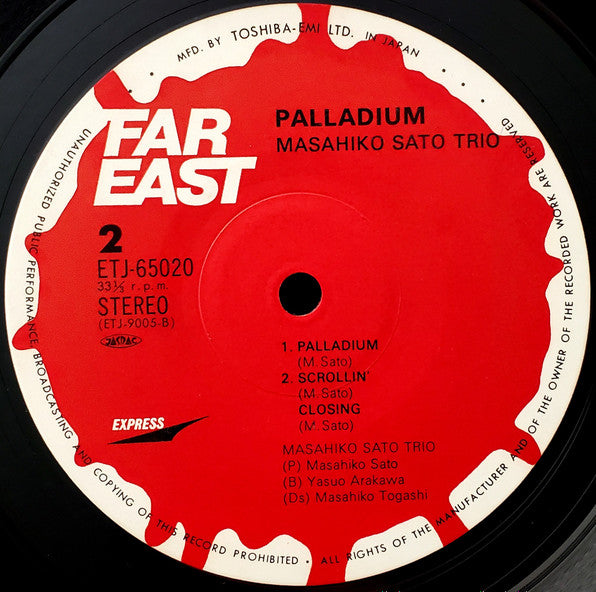 MFD. BY TOSHIBA-EMI LTD. IN JAPAN
FAR
EAST
PALLADIUM
MASAHIKO SATO TRIO
2
ETJ-65020
33⅓ r.p.m.
STEREO
(ETJ-9005-B)
JASRAC
1. PALLADIUM
(M. Sato)
2. SCROLLIN'
(M. Sato)
CLOSING
(M. Sato)
EXPRESS
MASAHIKO SATO TRIO
(P) Masahiko Sato
(B) Yasuo Arakawa
(Ds) Masahiko Togashi
UNAUTHORIZED PUBLIC PERFORMANCE BROADCASTING AND COPYING OF THIS RECORD PROHIBITED • ALL RIGHTS OF THE MANUFACTURER AND OF THE OWNER OF THE RECORDED WORK ARE RESERVED